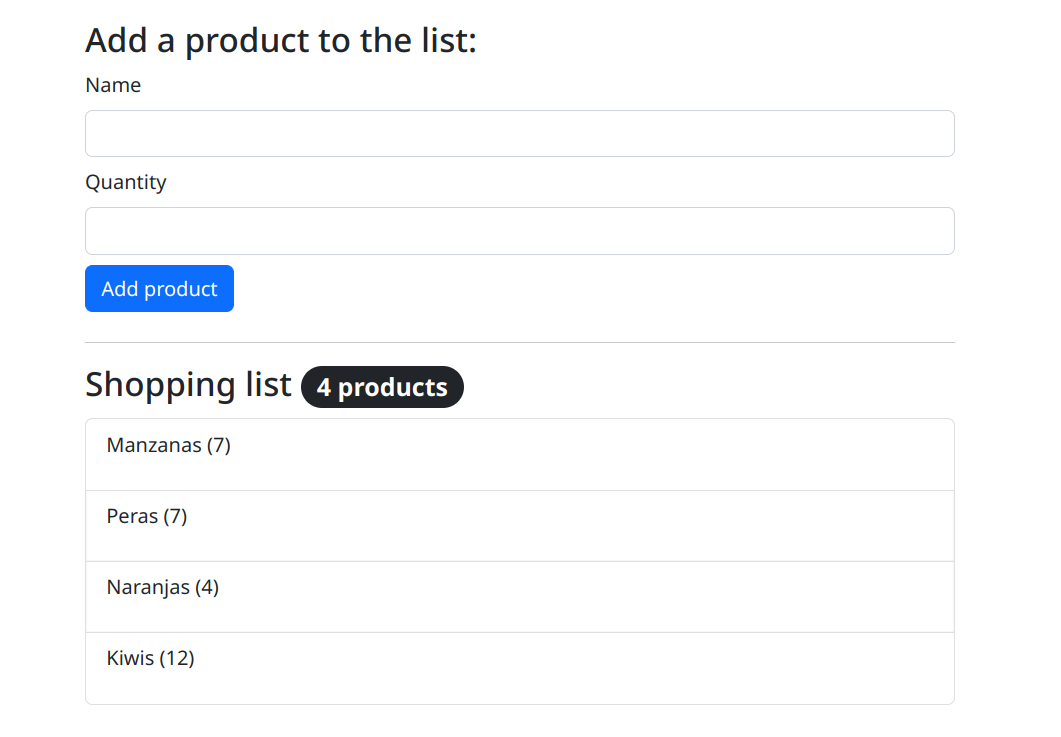 Add a product to the list:
Name
Quantity
Add product
Shopping list 4 products
Manzanas (7)
Peras (7)
Naranjas (4)
Kiwis (12)